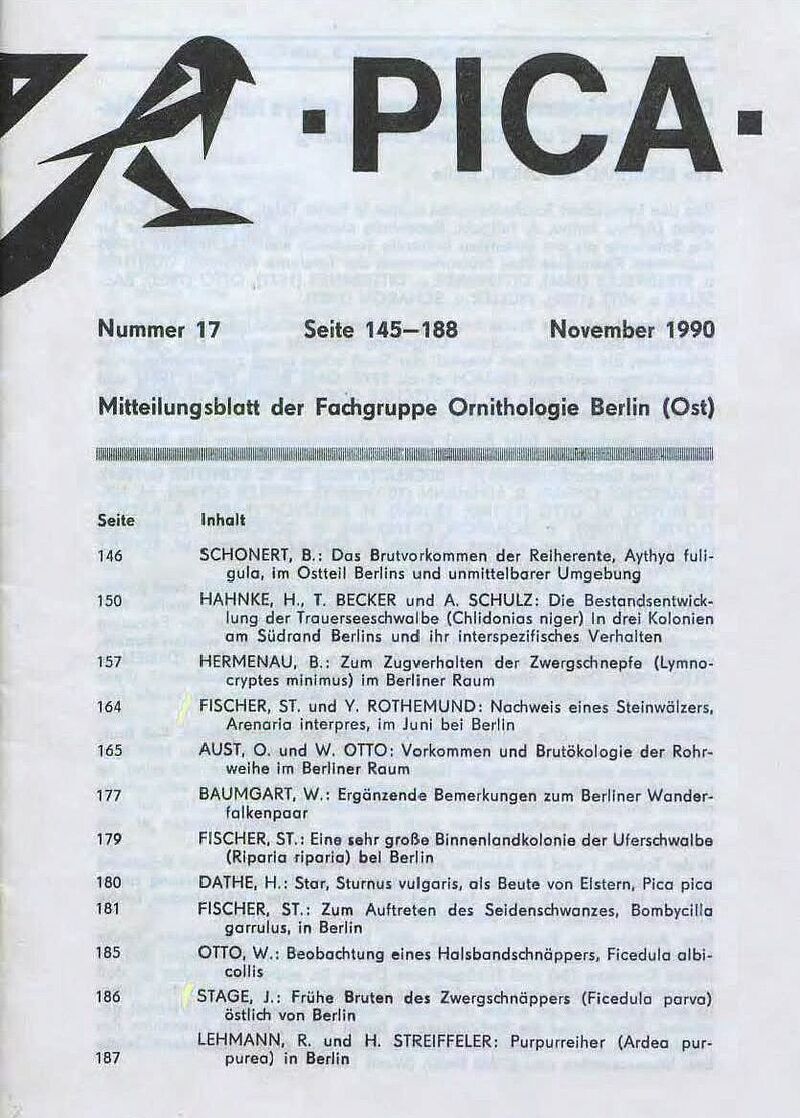 ·PICA·
Nummer 17 Seite 145–188 November 1990
Mitteilungsblatt der Fachgruppe Ornithologie Berlin (Ost)
Seite Inhalt
146 SCHONERT, B.: Das Brutvorkommen der Reiherente, Aythya fuli-
gula, im Ostteil Berlins und unmittelbarer Umgebung
150 HAHNKE, H., T. BECKER und A. SCHULZ: Die Bestandsentwick-
lung der Trauerseeschwalbe (Chlidonias niger) in drei Kolonien
am Südrand Berlins und ihr interspezifisches Verhalten
157 HERMENAU, B.: Zum Zugverhalten der Zwergschnepfe (Lymno-
cryptes minimus) im Berliner Raum
164 FISCHER, ST. und Y. ROTHEMUND: Nachweis eines Steinwälzers,
Arenaria interpres, im Juni bei Berlin
165 AUST, O. und W. OTTO: Vorkommen und Brutökologie der Rohr-
weihe im Berliner Raum
177 BAUMGART, W.: Ergänzende Bemerkungen zum Berliner Wander-
falkenpaar
179 FISCHER, ST.: Eine sehr große Binnenlandkolonie der Uferschwalbe
(Riparia riparia) bei Berlin
180 DATHE, H.: Star, Sturnus vulgaris, als Beute von Elstern, Pica pica
181 FISCHER, ST.: Zum Auftreten des Seidenschwanzes, Bombycilla
garrulus, in Berlin
185 OTTO, W.: Beobachtung eines Halsbandschnäppers, Ficedula albi-
collis
186 STAGE, J.: Frühe Bruten des Zwergschnäppers (Ficedula parva)
östlich von Berlin
LEHMANN, R. und H. STREIFFELER: Purpurreiher (Ardea pur-
187 purea) in Berlin